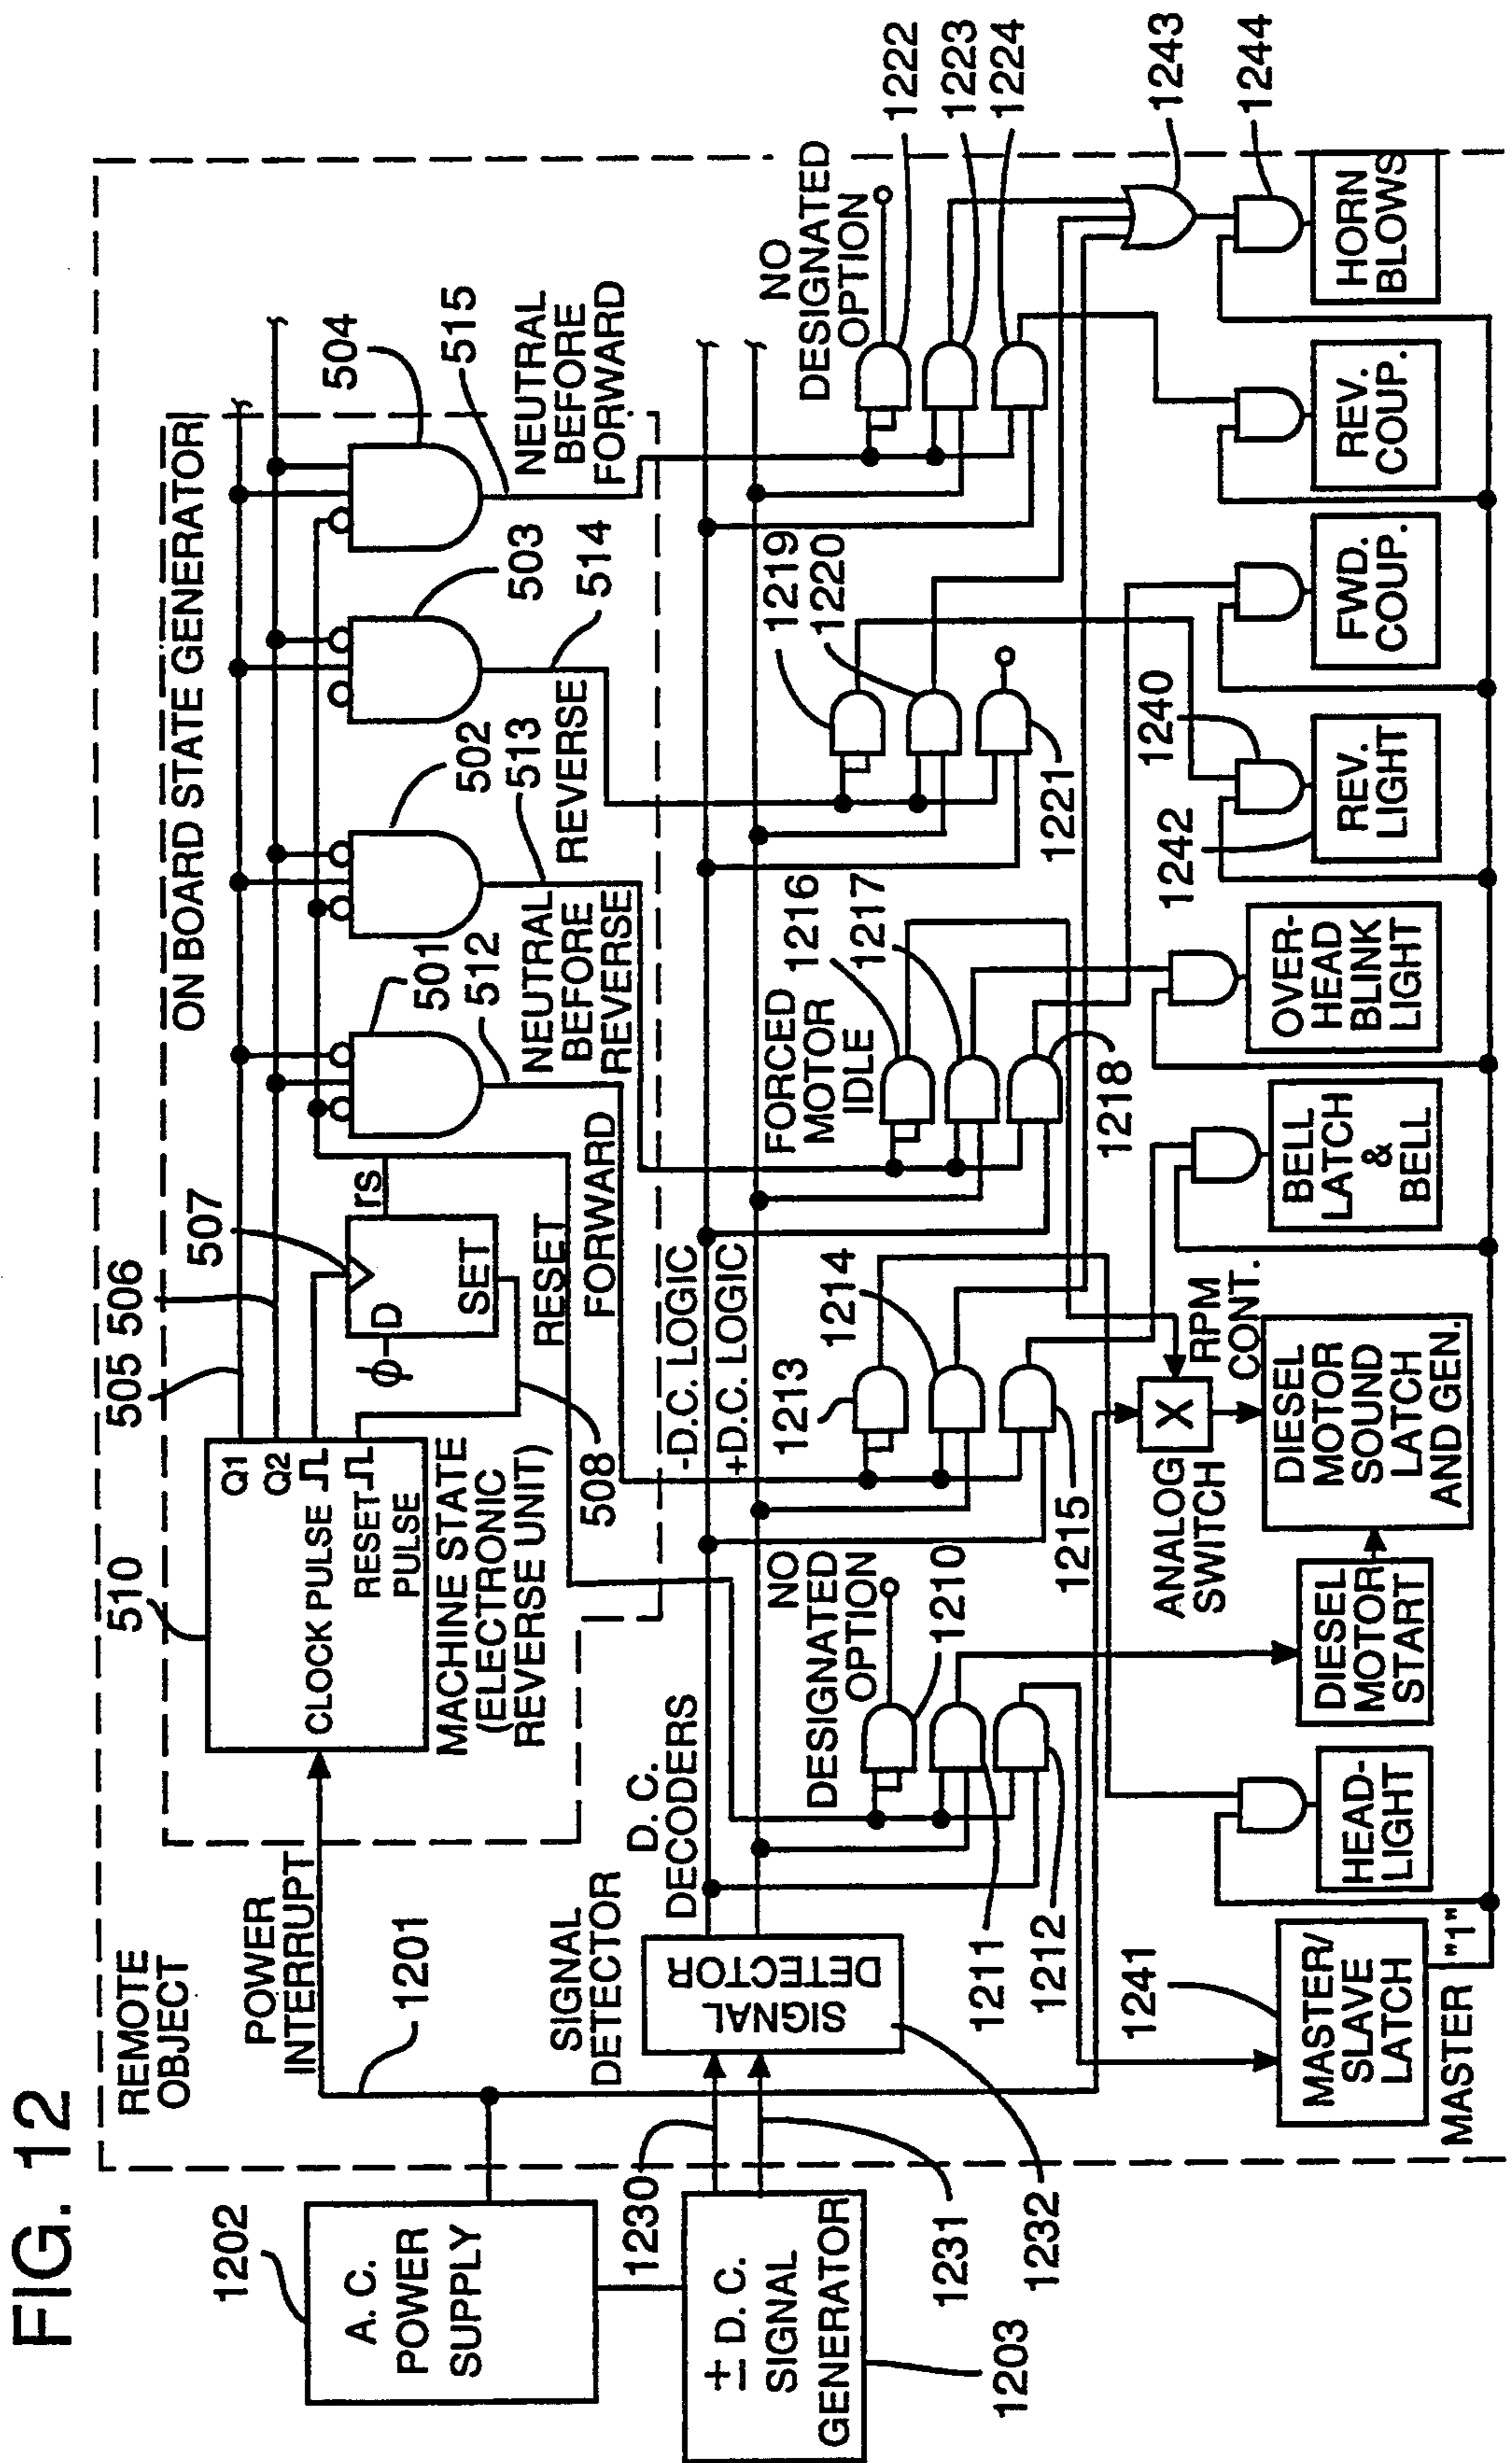 FIG. 12
1202
A. C.
POWER
SUPPLY
1203
± D. C.
SIGNAL
GENERATOR
1230
1231
1232
REMOTE
OBJECT
POWER
INTERRUPT
1201
SIGNAL
DETECTOR
SIGNAL
DETECTOR
D. C.
DECODERS
-D.C. LOGIC
+D.C. LOGIC
ON BOARD STATE GENERATOR
510
Q1
Q2
CLOCK PULSE
RESET
PULSE
MACHINE STATE
(ELECTRONIC
REVERSE UNIT)
505
506
507
508
ϕ
D
SET
rs
RESET
FORWARD
501
512
NEUTRAL
BEFORE
REVERSE
502
513
REVERSE
503
514
504
515
NEUTRAL
BEFORE
FORWARD
NO
DESIGNATED
OPTION
1210
1211
1212
1213
1214
1215
FORCED
MOTOR
IDLE
1216
1217
1218
1219
1220
1221
NO
DESIGNATED
OPTION
1222
1223
1224
1243
1244
1241
MASTER/
SLAVE
LATCH
MASTER
"1"
HEAD-
LIGHT
DIESEL
MOTOR
START
ANALOG
SWITCH
X
RPM
CONT.
DIESEL
MOTOR
SOUND
LATCH
AND GEN.
BELL
LATCH
&
BELL
OVER-
HEAD
BLINK
LIGHT
1240
1242
REV.
LIGHT
FWD.
COUP.
REV.
COUP.
HORN
BLOWS